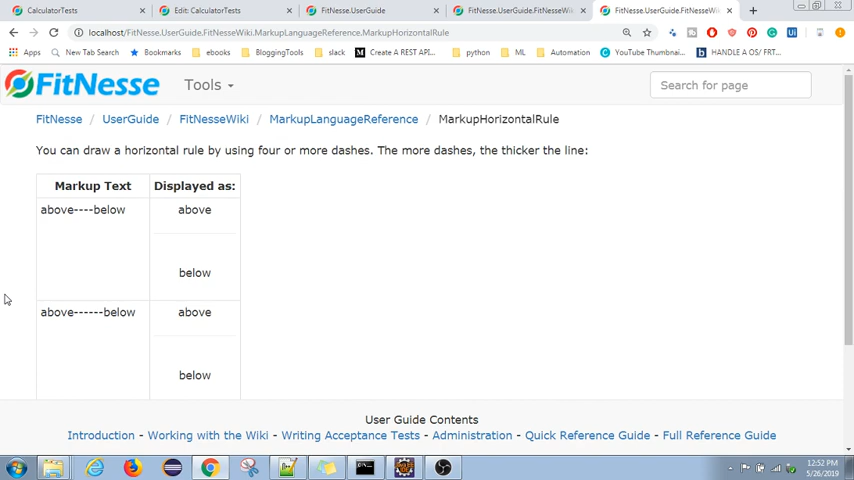 CalculatorTests
Edit: CalculatorTests
FitNesse.UserGuide
FitNesse.UserGuide.FitNesseWi
FitNesse.UserGuide.FitNesseWi
localhost/FitNesse.UserGuide.FitNesseWiki.MarkupLanguageReference.MarkupHorizontalRule
Apps
New Tab Search
Bookmarks
ebooks
BloggingTools
slack
Create A REST API...
python
ML
Automation
YouTube Thumbnai...
HANDLE A OS/ FRT...
FitNesse
Tools
Search for page
FitNesse / UserGuide / FitNesseWiki / MarkupLanguageReference / MarkupHorizontalRule
You can draw a horizontal rule by using four or more dashes. The more dashes, the thicker the line:
Markup Text
Displayed as:
above----below
above
below
above------below
above
below
User Guide Contents
Introduction - Working with the Wiki - Writing Acceptance Tests - Administration - Quick Reference Guide - Full Reference Guide
12:52 PM
5/26/2019